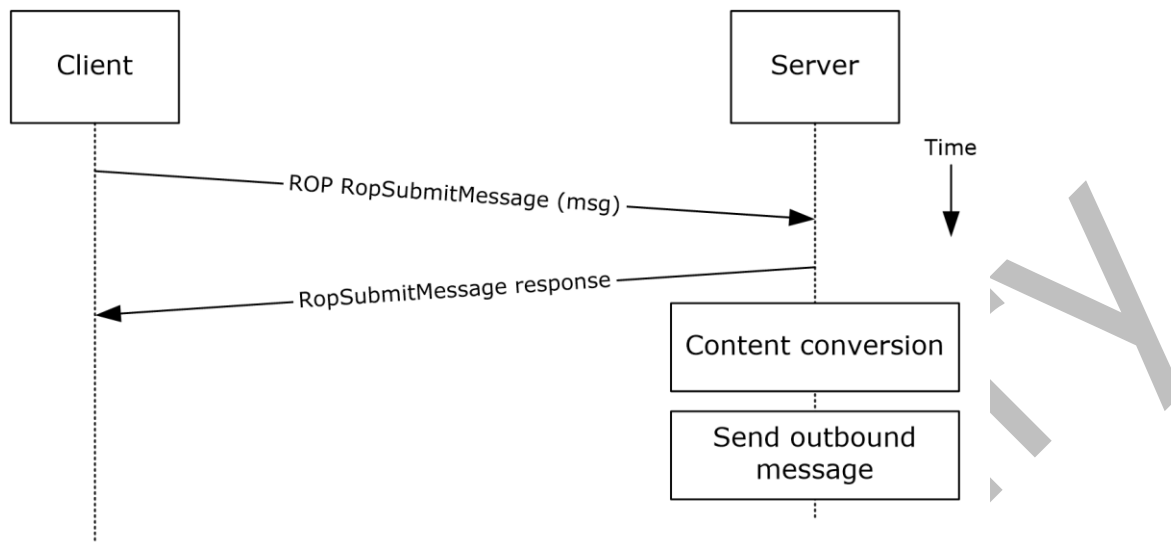 Client
Server
Time
ROP RopSubmitMessage (msg)
RopSubmitMessage response
Content conversion
Send outbound
message